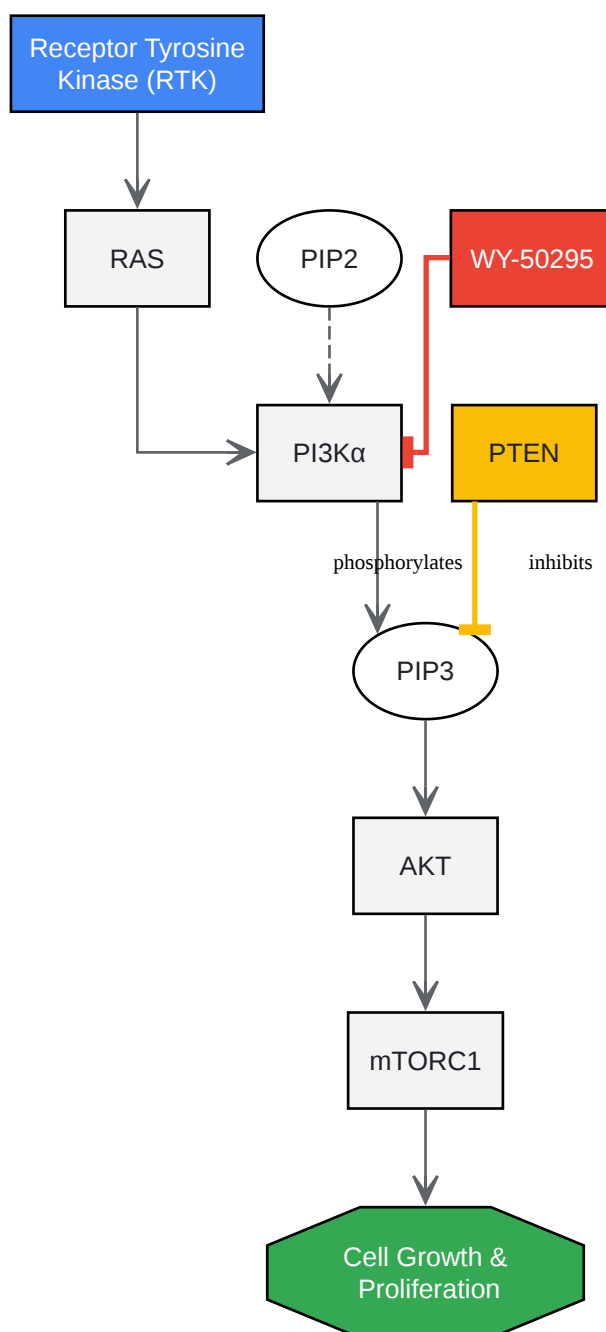 Receptor Tyrosine
Kinase (RTK)
RAS
PIP2
WY-50295
PI3Kα
PTEN
phosphorylates
inhibits
PIP3
AKT
mTORC1
Cell Growth &
Proliferation